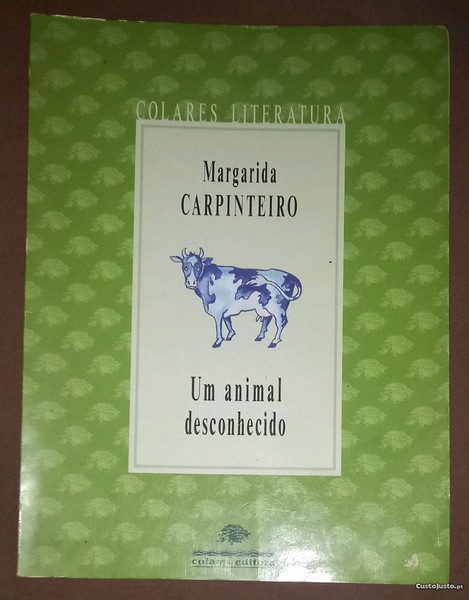 COLARES LITERATURA
Margarida
CARPINTEIRO
Um animal
desconhecido
colares editora
CustoJusto.pt